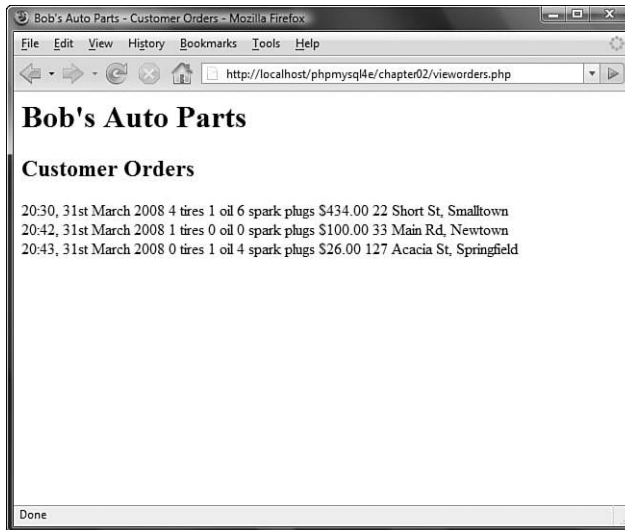 Bob's Auto Parts - Customer Orders - Mozilla Firefox
File Edit View History Bookmarks Tools Help
http://localhost/phpmysql4e/chapter02/vieworders.php
Bob's Auto Parts
Customer Orders
20:30, 31st March 2008 4 tires 1 oil 6 spark plugs $434.00 22 Short St, Smalltown
20:42, 31st March 2008 1 tires 0 oil 0 spark plugs $100.00 33 Main Rd, Newtown
20:43, 31st March 2008 0 tires 1 oil 4 spark plugs $26.00 127 Acacia St, Springfield
Done